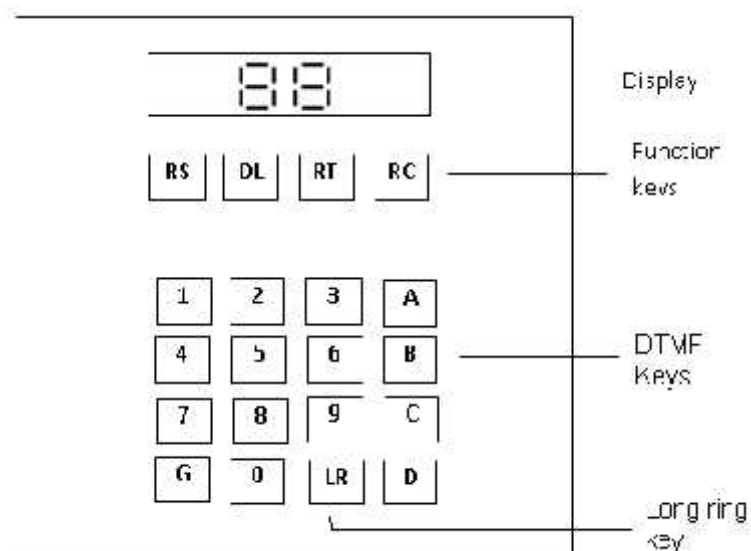 88
Display
RS DL RT RC
Function
keys
1 2 3 A
4 5 6 B
DTMF
Keys
7 8 9 C
G 0 LR D
Long ring
key